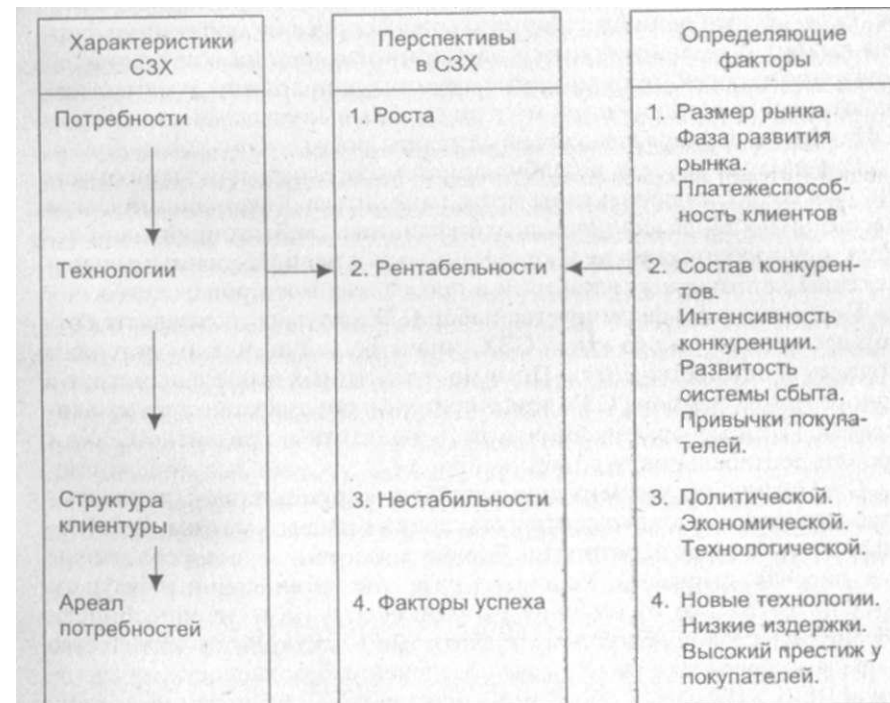 Характеристики
СЗХ
Потребности
Технологии
Структура
клиентуры
Ареал
потребностей
Перспективы
в СЗХ
1. Роста
2. Рентабельности
3. Нестабильности
4. Факторы успеха
Определяющие
факторы
1. Размер рынка.
Фаза развития
рынка.
Платежеспособ-
ность клиентов
2. Состав конкурен-
тов.
Интенсивность
конкуренции.
Развитость
системы сбыта.
Привычки покупа-
телей.
3. Политической.
Экономической.
Технологической.
4. Новые технологии.
Низкие издержки.
Высокий престиж у
покупателей.